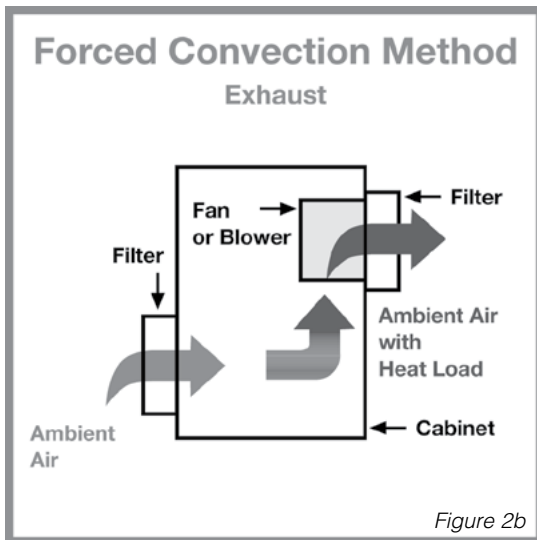 Forced Convection Method
Exhaust
Fan
or Blower
Filter
Filter
Ambient Air
with
Heat Load
Ambient
Air
Cabinet
Figure 2b